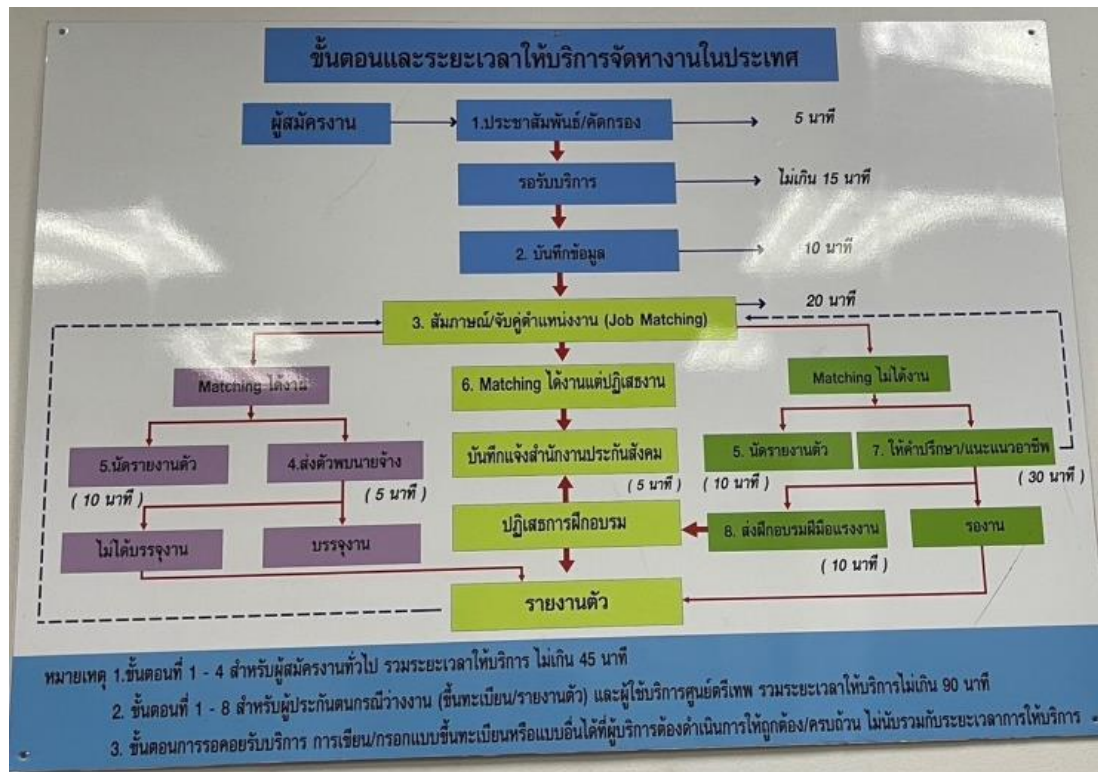 ขั้นตอนและระยะเวลาให้บริการจัดหางานในประเทศ
ผู้สมัครงาน
1.ประชาสัมพันธ์/คัดกรอง
5 นาที
รอรับบริการ
ไม่เกิน 15 นาที
2. บันทึกข้อมูล
10 นาที
3. สัมภาษณ์/จับคู่ตำแหน่งงาน (Job Matching)
20 นาที
Matching ได้งาน
6. Matching ได้งานแต่ปฏิเสธงาน
Matching ไม่ได้งาน
5.นัดรายงานตัว
( 10 นาที )
4.ส่งตัวพบนายจ้าง
( 5 นาที )
บันทึกแจ้งสำนักงานประกันสังคม
( 5 นาที )
5. นัดรายงานตัว
( 10 นาที )
7. ให้คำปรึกษา/แนะแนวอาชีพ
( 30 นาที )
ไม่ได้บรรจุงาน
บรรจุงาน
ปฏิเสธการฝึกอบรม
8. ส่งฝึกอบรมฝีมือแรงงาน
( 10 นาที )
รองาน
รายงานตัว
หมายเหตุ 1.ขั้นตอนที่ 1 - 4 สำหรับผู้สมัครงานทั่วไป รวมระยะเวลาให้บริการ ไม่เกิน 45 นาที
2. ขั้นตอนที่ 1 - 8 สำหรับผู้ประกันตนกรณีว่างงาน (ขึ้นทะเบียน/รายงานตัว) และผู้ใช้บริการศูนย์ตรีเทพ รวมระยะเวลาให้บริการไม่เกิน 90 นาที
3. ขั้นตอนการรอคอยรับบริการ การเขียน/กรอกแบบขึ้นทะเบียนหรือแบบอื่นใดที่ผู้บริการต้องดำเนินการให้ถูกต้อง/ครบถ้วน ไม่นับรวมกับระยะเวลาการให้บริการ